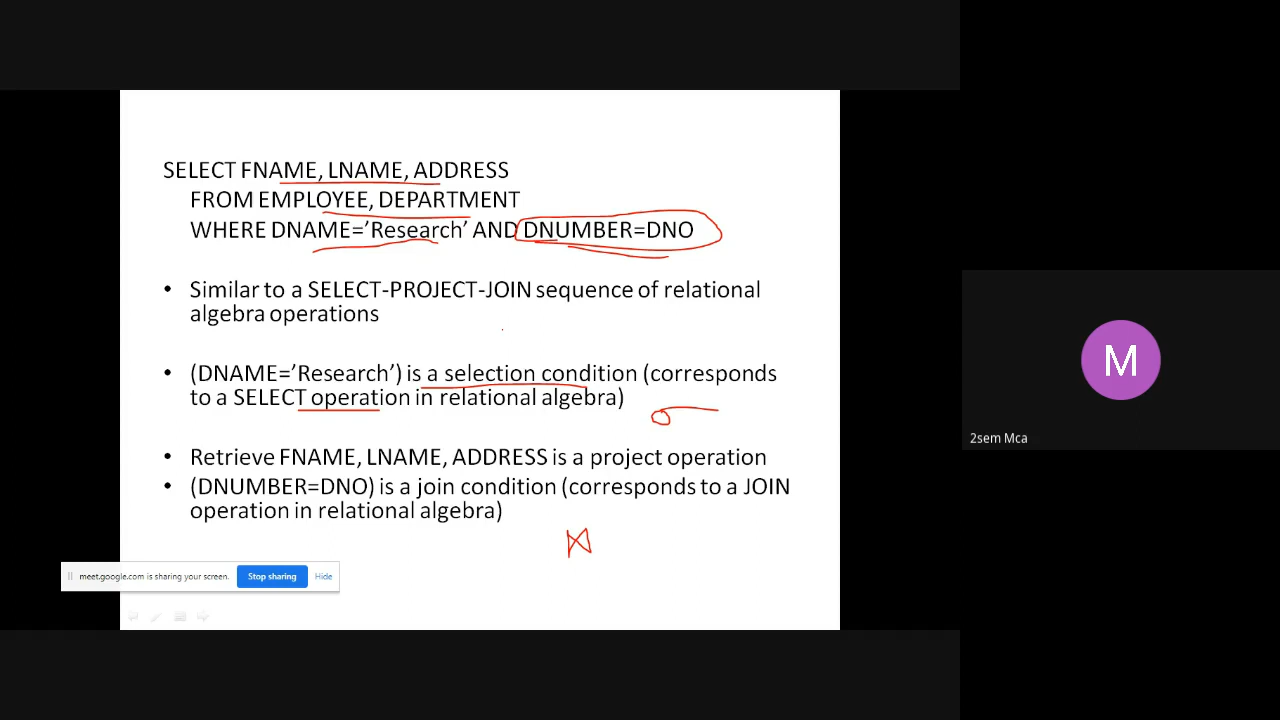 SELECT FNAME, LNAME, ADDRESS
FROM EMPLOYEE, DEPARTMENT
WHERE DNAME='Research' AND DNUMBER=DNO
• Similar to a SELECT-PROJECT-JOIN sequence of relational
algebra operations
• (DNAME='Research') is a selection condition (corresponds
to a SELECT operation in relational algebra)
σ
• Retrieve FNAME, LNAME, ADDRESS is a project operation
• (DNUMBER=DNO) is a join condition (corresponds to a JOIN
operation in relational algebra)
⋈
meet.google.com is sharing your screen. Stop sharing Hide
M
2sem Mca